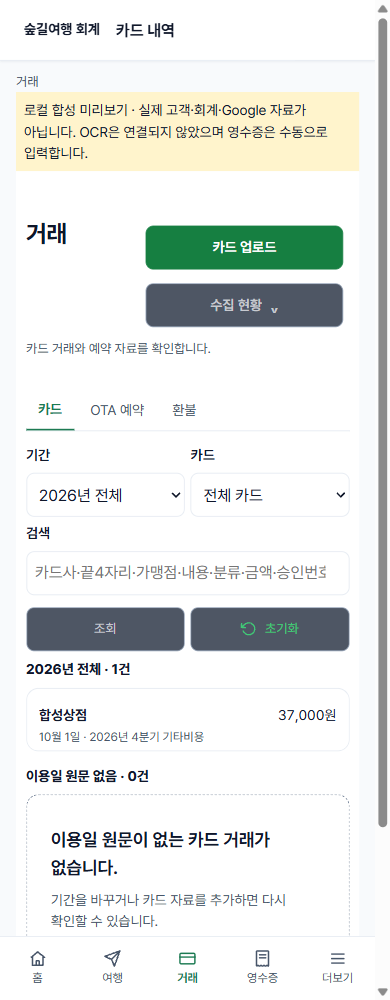 숲길여행 회계 카드 내역
거래
로컬 합성 미리보기 · 실제 고객·회계·Google 자료가
아닙니다. OCR은 연결되지 않았으며 영수증은 수동으로
입력합니다.
거래
카드 업로드
수집 현황
카드 거래와 예약 자료를 확인합니다.
카드 OTA 예약 환불
기간 카드
2026년 전체 전체 카드
검색
카드사·끝4자리·가맹점·내용·분류·금액·승인번호
조회 초기화
2026년 전체 · 1건
합성상점 37,000원
10월 1일 · 2026년 4분기 기타비용
이용일 원문 없음 · 0건
이용일 원문이 없는 카드 거래가
없습니다.
기간을 바꾸거나 카드 자료를 추가하면 다시
확인할 수 있습니다.
홈 여행 거래 영수증 더보기